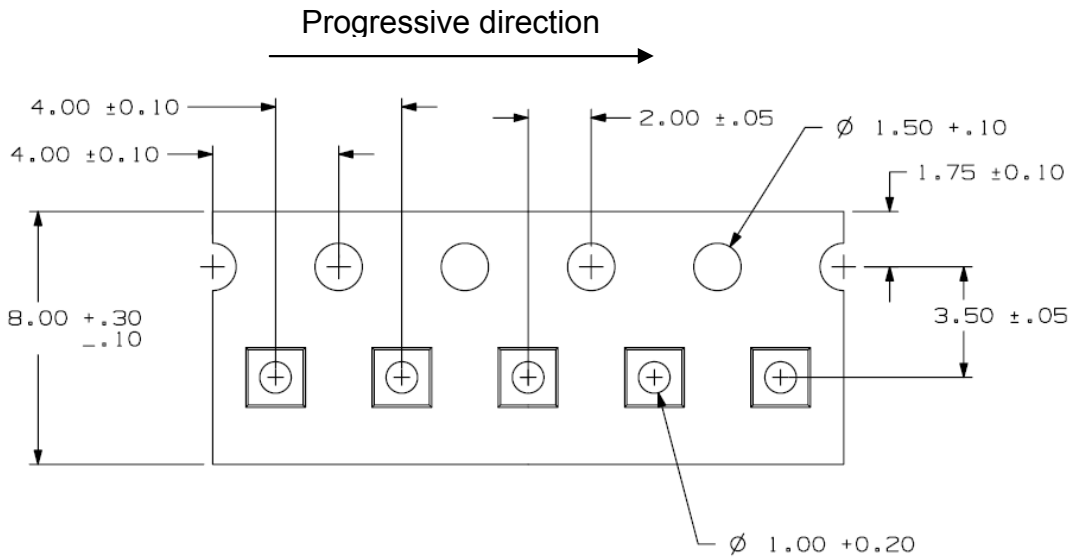 Progressive direction
4.00 ±0.10
2.00 ±.05
Ø 1.50 +.10
4.00 ±0.10
1.75 ±0.10
8.00 +.30
-.10
3.50 ±.05
Ø 1.00 +0.20